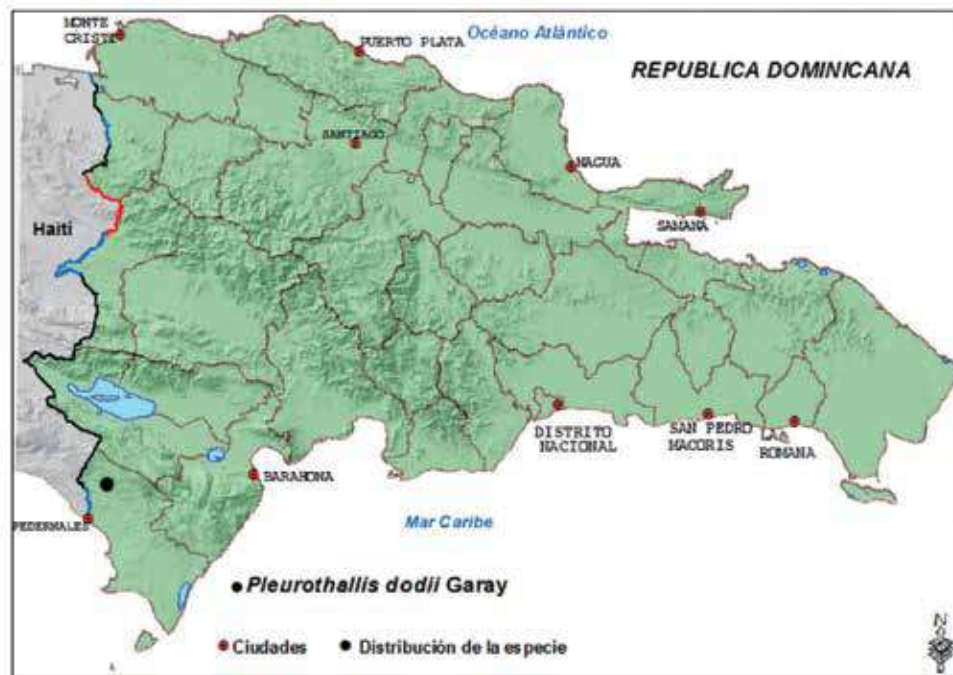 MONTE
CRISTI
PUERTO PLATA
Océano Atlántico
REPUBLICA DOMINICANA
SANTIAGO
NAGUA
SAMANA
Haití
DISTRITO
NACIONAL
SAN PEDRO
MACORIS
LA
ROMANA
BARAHONA
PEDERNALES
Mar Caribe
Pleurothallis dodii Garay
Ciudades
Distribución de la especie
N